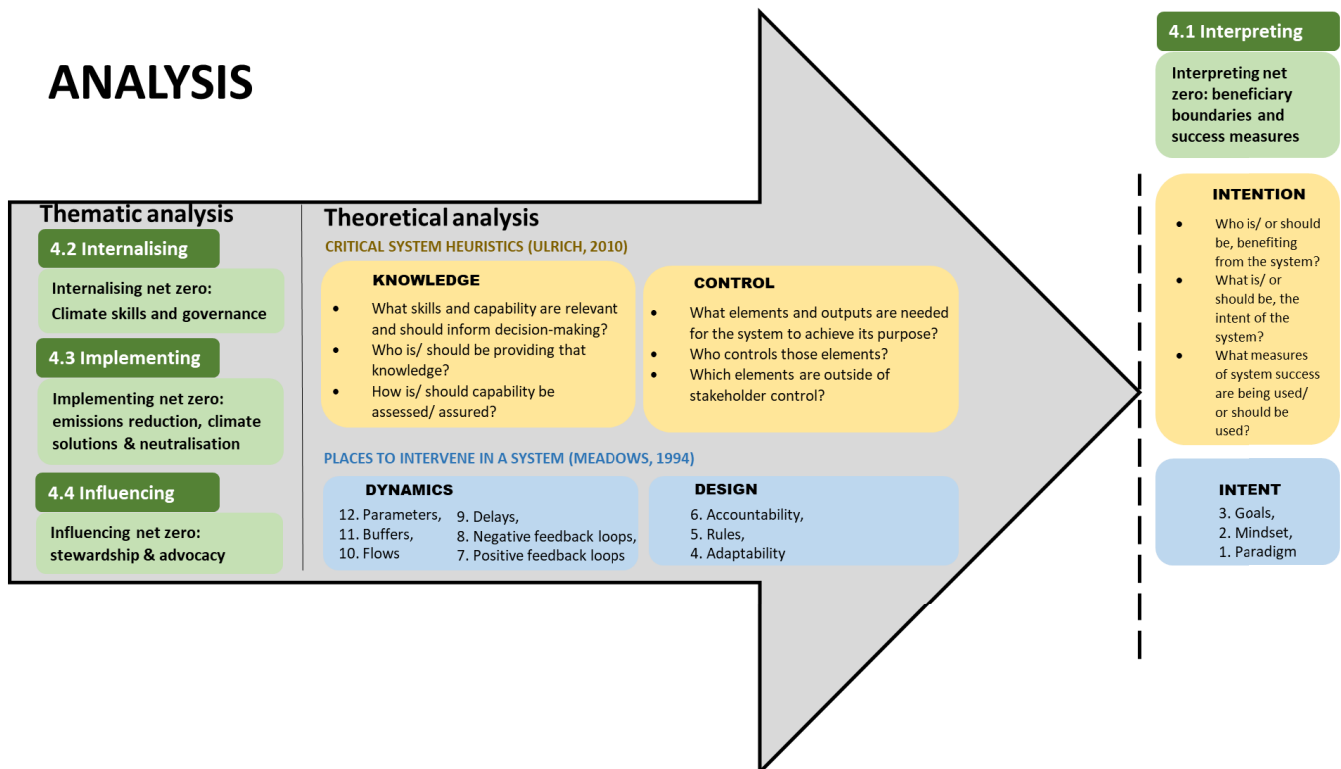 ANALYSIS
Thematic analysis
4.2 Internalising
Internalising net zero:
Climate skills and governance
4.3 Implementing
Implementing net zero:
emissions reduction, climate
solutions & neutralisation
4.4 Influencing
Influencing net zero:
stewardship & advocacy
Theoretical analysis
CRITICAL SYSTEM HEURISTICS (ULRICH, 2010)
KNOWLEDGE
• What skills and capability are relevant
and should inform decision-making?
• Who is/ should be providing that
knowledge?
• How is/ should capability be
assessed/ assured?
CONTROL
• What elements and outputs are needed
for the system to achieve its purpose?
• Who controls those elements?
• Which elements are outside of
stakeholder control?
PLACES TO INTERVENE IN A SYSTEM (MEADOWS, 1994)
DYNAMICS
12. Parameters,
11. Buffers,
10. Flows
9. Delays,
8. Negative feedback loops,
7. Positive feedback loops
DESIGN
6. Accountability,
5. Rules,
4. Adaptability
4.1 Interpreting
Interpreting net
zero: beneficiary
boundaries and
success measures
INTENTION
• Who is/ or should
be, benefiting
from the system?
• What is/ or
should be, the
intent of the
system?
• What measures
of system success
are being used/
or should be
used?
INTENT
3. Goals,
2. Mindset,
1. Paradigm